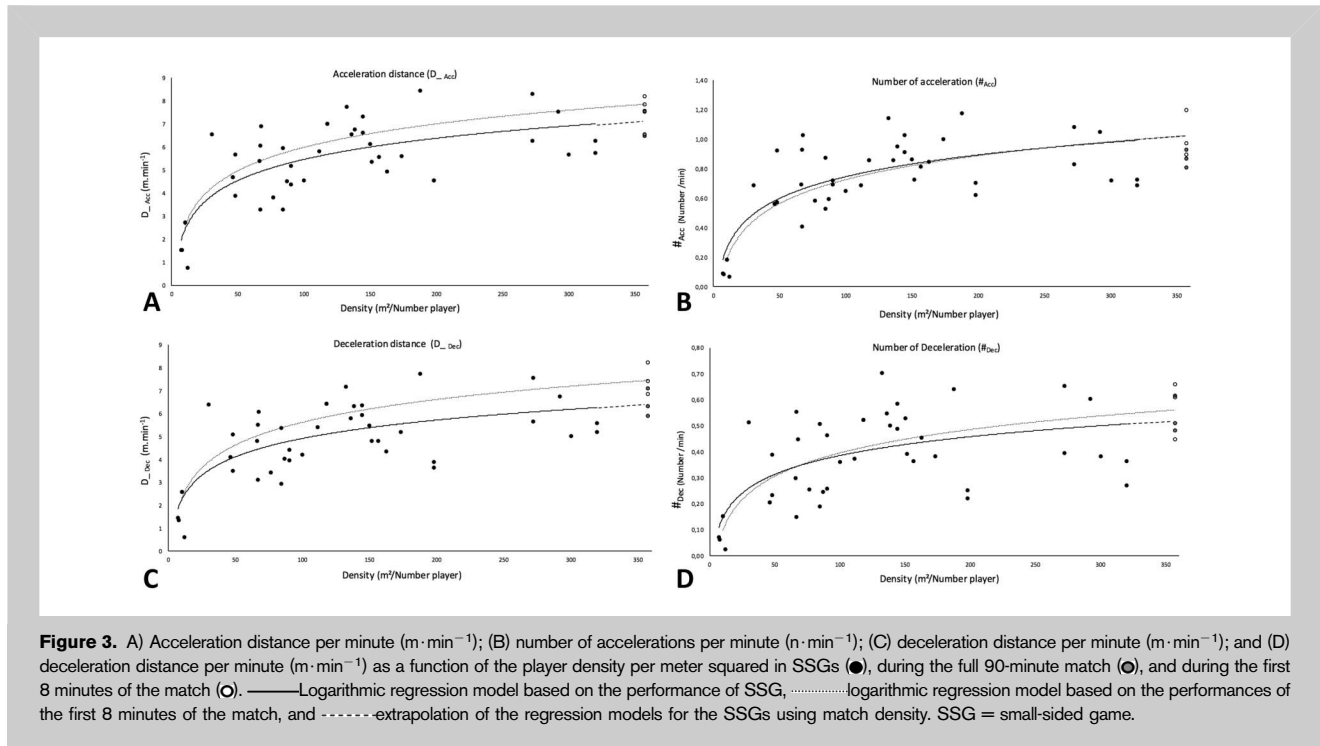 Acceleration distance (D_ Acc)
9
8
7
6
5
4
3
2
1
0
D_Acc (m.min-1)
0 50 100 150 200 250 300 350
Density (m²/Number player)
A
Number of acceleration (#Acc)
1,40
1,20
1,00
0,80
0,60
0,40
0,20
0,00
#Acc (Number /min)
0 50 100 150 200 250 300 350
Density (m²/Number player)
B
Deceleration distance (D_ Dec)
9
8
7
6
5
4
3
2
1
0
D_Dec (m.min-1)
0 50 100 150 200 250 300 350
Density (m²/Number player)
C
Number of Deceleration (#Dec)
0,80
0,70
0,60
0,50
0,40
0,30
0,20
0,10
0,00
#Dec (Number /min)
0 50 100 150 200 250 300 350
Density (m²/Number player)
D
Figure 3. A) Acceleration distance per minute (m·min−1); (B) number of accelerations per minute (n·min−1); (C) deceleration distance per minute (m·min−1); and (D)
deceleration distance per minute (m·min−1) as a function of the player density per meter squared in SSGs (●), during the full 90-minute match (●), and during the first
8 minutes of the match (○). ———Logarithmic regression model based on the performance of SSG, ············logarithmic regression model based on the performances of
the first 8 minutes of the match, and ------extrapolation of the regression models for the SSGs using match density. SSG = small-sided game.